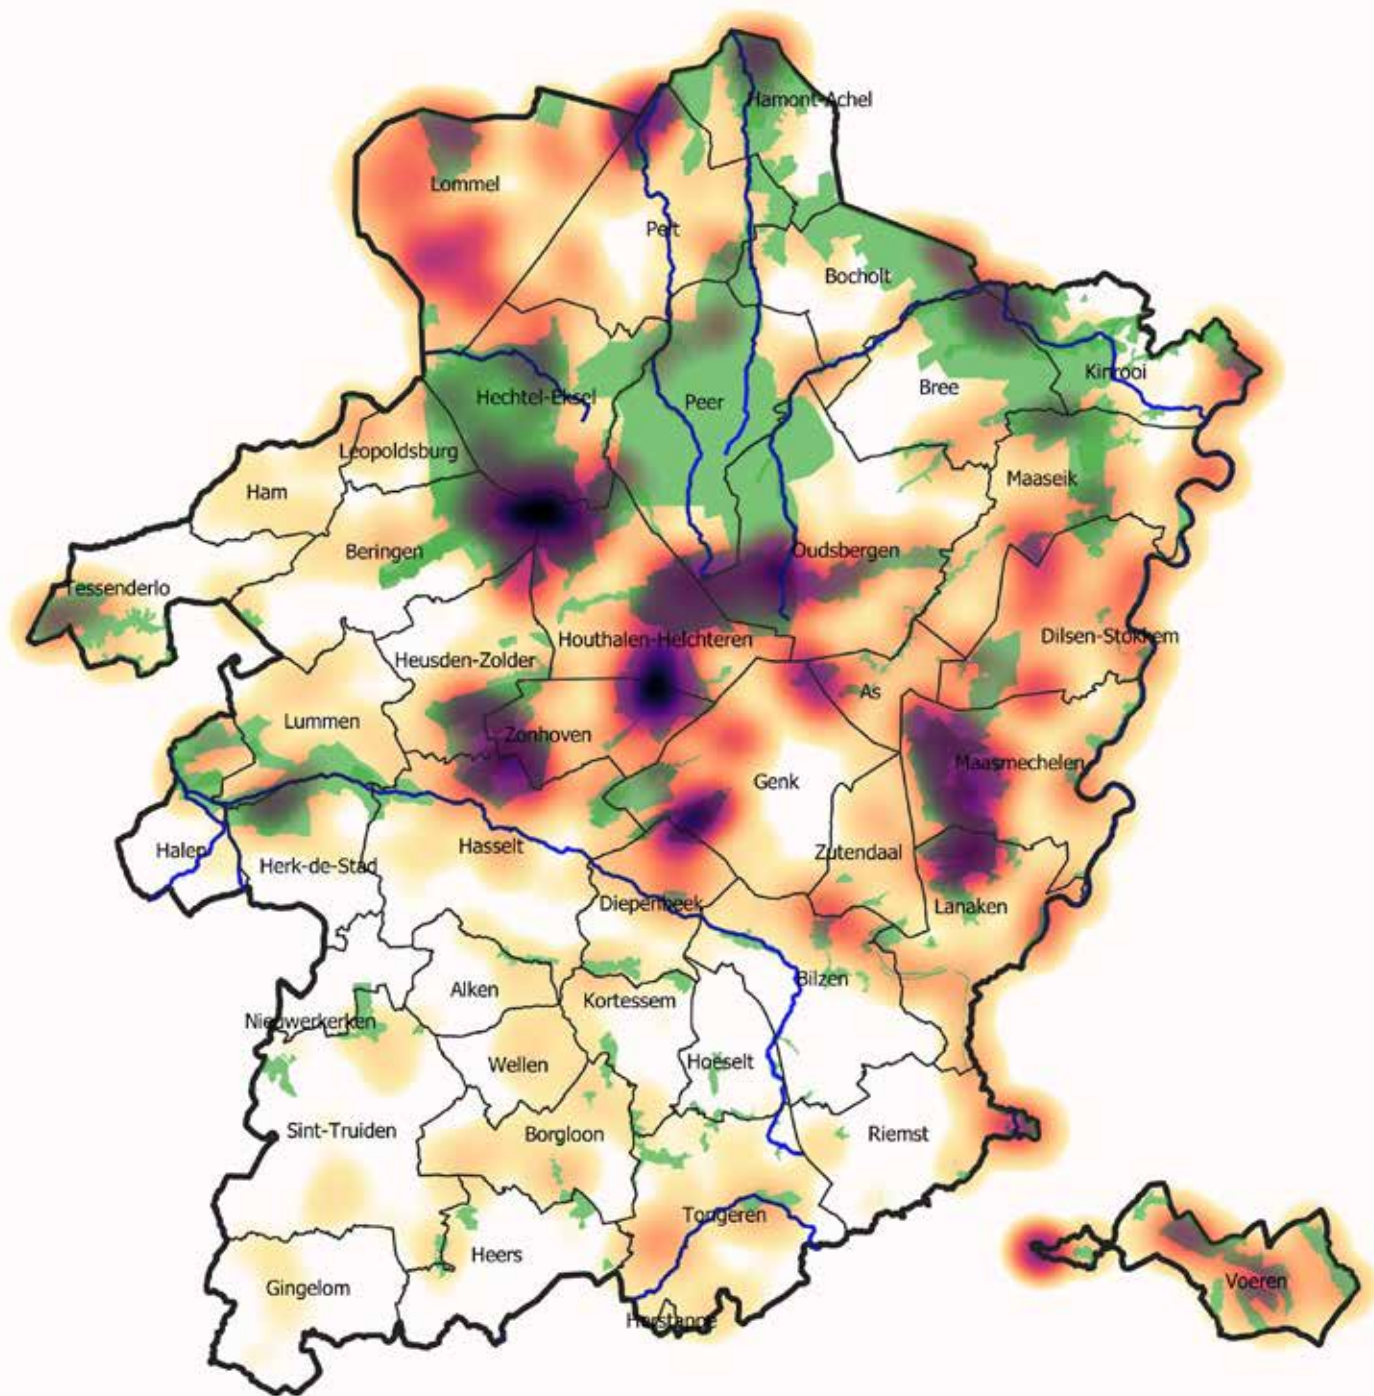 Hamont-Achel
Lommel
Pelt
Bocholt
Kinrooi
Bree
Hechtel-Eksel
Peer
Leopoldsburg
Maaseik
Ham
Beringen
Oudsbergen
Tessenderlo
Houthalen-Helchteren
Dilsen-Stokkem
Heusden-Zolder
As
Lummen
Zonhoven
Maasmechelen
Genk
Hasselt
Halen
Zutendaal
Herk-de-Stad
Diepenbeek
Lanaken
Bilzen
Alken
Kortessem
Nieuwerkerken
Wellen
Hoeselt
Sint-Truiden
Borgloon
Riemst
Tongeren
Heers
Voeren
Gingelom
Herstappe